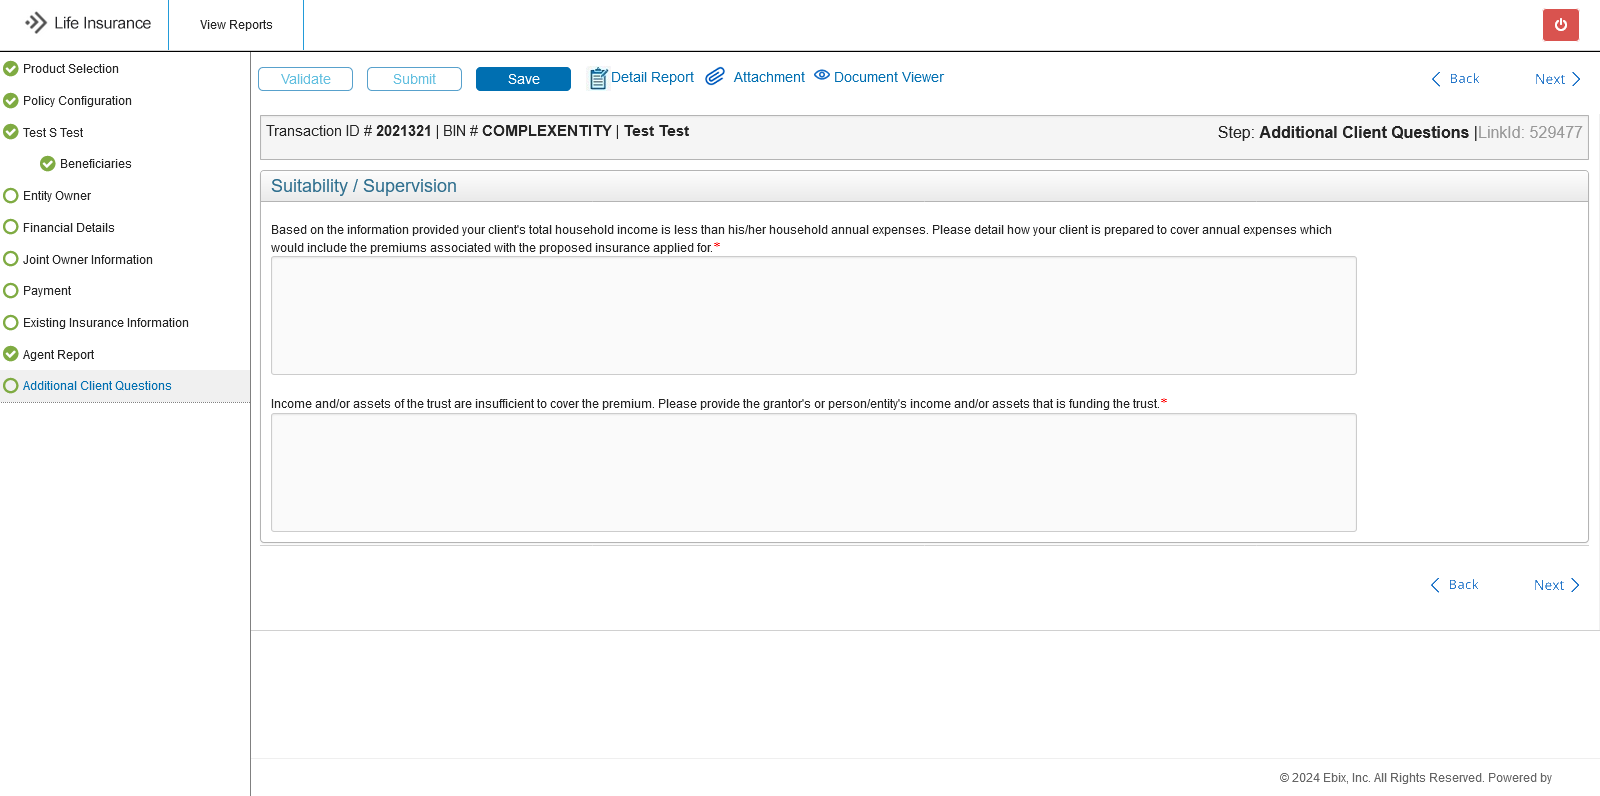 Life Insurance
View Reports
Product Selection
Policy Configuration
Test S Test
Beneficiaries
Entity Owner
Financial Details
Joint Owner Information
Payment
Existing Insurance Information
Agent Report
Additional Client Questions
Validate
Submit
Save
Detail Report
Attachment
Document Viewer
Back
Next
Transaction ID # 2021321 | BIN # COMPLEXENTITY | Test Test
Step: Additional Client Questions |LinkId: 529477
Suitability / Supervision
Based on the information provided your client's total household income is less than his/her household annual expenses. Please detail how your client is prepared to cover annual expenses which
would include the premiums associated with the proposed insurance applied for.*
Income and/or assets of the trust are insufficient to cover the premium. Please provide the grantor's or person/entity's income and/or assets that is funding the trust.*
Back
Next
© 2024 Ebix, Inc. All Rights Reserved. Powered by